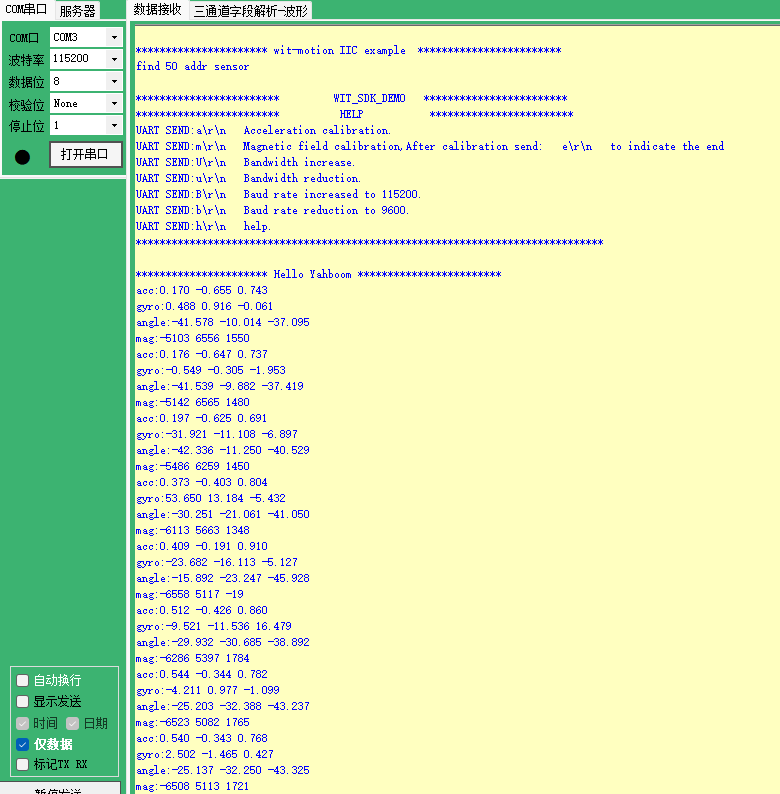 COM串口 服务器 数据接收 三通道字段解析-波形
COM口 COM3
波特率 115200
数据位 8
校验位 None
停止位 1
打开串口
自动换行
显示发送
时间 日期
仅数据
标记TX RX
暂停发送
********************** wit-motion IIC example  ************************
find 50 addr sensor
************************         WIT_SDK_DEMO   ************************
************************          HELP           ************************
UART SEND:a\r\n   Acceleration calibration.
UART SEND:m\r\n   Magnetic field calibration,After calibration send:   e\r\n   to indicate the end
UART SEND:U\r\n   Bandwidth increase.
UART SEND:u\r\n   Bandwidth reduction.
UART SEND:B\r\n   Baud rate increased to 115200.
UART SEND:b\r\n   Baud rate reduction to 9600.
UART SEND:h\r\n   help.
******************************************************************************
********************** Hello Yahboom ************************
acc:0.170 -0.655 0.743
gyro:0.488 0.916 -0.061
angle:-41.578 -10.014 -37.095
mag:-5103 6556 1550
acc:0.176 -0.647 0.737
gyro:-0.549 -0.305 -1.953
angle:-41.539 -9.882 -37.419
mag:-5142 6565 1480
acc:0.197 -0.625 0.691
gyro:-31.921 -11.108 -6.897
angle:-42.336 -11.250 -40.529
mag:-5486 6259 1450
acc:0.373 -0.403 0.804
gyro:53.650 13.184 -5.432
angle:-30.251 -21.061 -41.050
mag:-6113 5663 1348
acc:0.409 -0.191 0.910
gyro:-23.682 -16.113 -5.127
angle:-15.892 -23.247 -45.928
mag:-6558 5117 -19
acc:0.512 -0.426 0.860
gyro:-9.521 -11.536 16.479
angle:-29.932 -30.685 -38.892
mag:-6286 5397 1784
acc:0.544 -0.344 0.782
gyro:-4.211 0.977 -1.099
angle:-25.203 -32.388 -43.237
mag:-6523 5082 1765
acc:0.540 -0.343 0.768
gyro:2.502 -1.465 0.427
angle:-25.137 -32.250 -43.325
mag:-6508 5113 1721